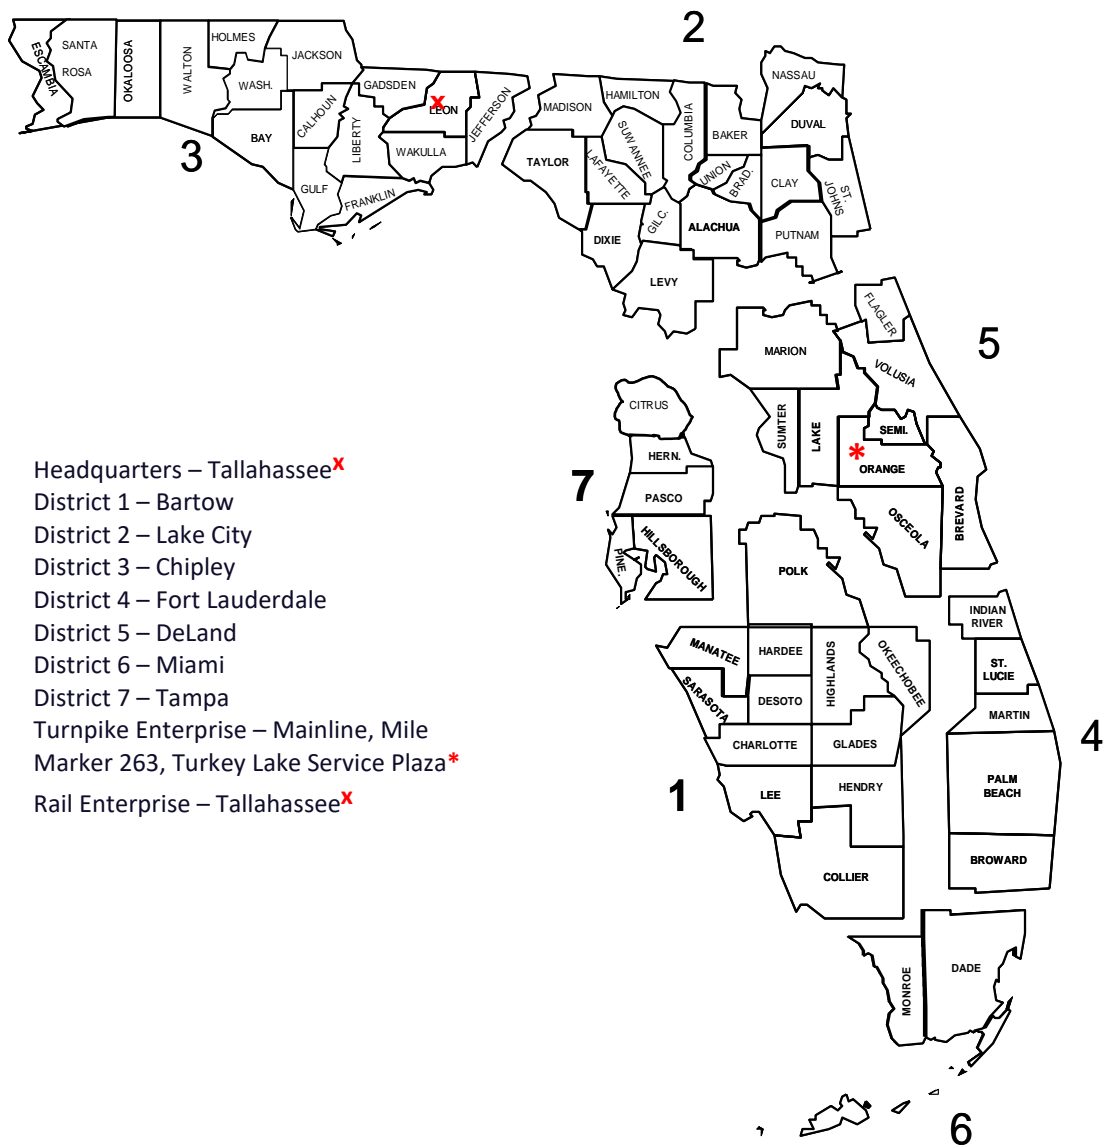 2
HOLMES
JACKSON
ESCAMBIA
SANTA
ROSA
OKALOOSA
WALTON
WASH.
BAY
CALHOUN
GULF
LIBERTY
GADSDEN
LEON
x
WAKULLA
FRANKLIN
JEFFERSON
3
MADISON
HAMILTON
TAYLOR
LAFAYETTE
SUWANNEE
COLUMBIA
BAKER
NASSAU
DUVAL
UNION
BRAD.
CLAY
ST.
JOHNS
PUTNAM
ALACHUA
GILC.
DIXIE
LEVY
FLAGLER
5
MARION
VOLUSIA
SUMTER
LAKE
SEMI.
*
ORANGE
OSCEOLA
BREVARD
CITRUS
HERN.
PASCO
7
PINE.
HILLSBOROUGH
Headquarters – Tallahasseex
District 1 – Bartow
District 2 – Lake City
District 3 – Chipley
District 4 – Fort Lauderdale
District 5 – DeLand
District 6 – Miami
District 7 – Tampa
Turnpike Enterprise – Mainline, Mile
Marker 263, Turkey Lake Service Plaza*
Rail Enterprise – Tallahasseex
POLK
MANATEE
HARDEE
HIGHLANDS
OKEECHOBEE
SARASOTA
DESOTO
CHARLOTTE
GLADES
1
LEE
HENDRY
COLLIER
INDIAN
RIVER
ST.
LUCIE
MARTIN
4
PALM
BEACH
BROWARD
MONROE
DADE
6